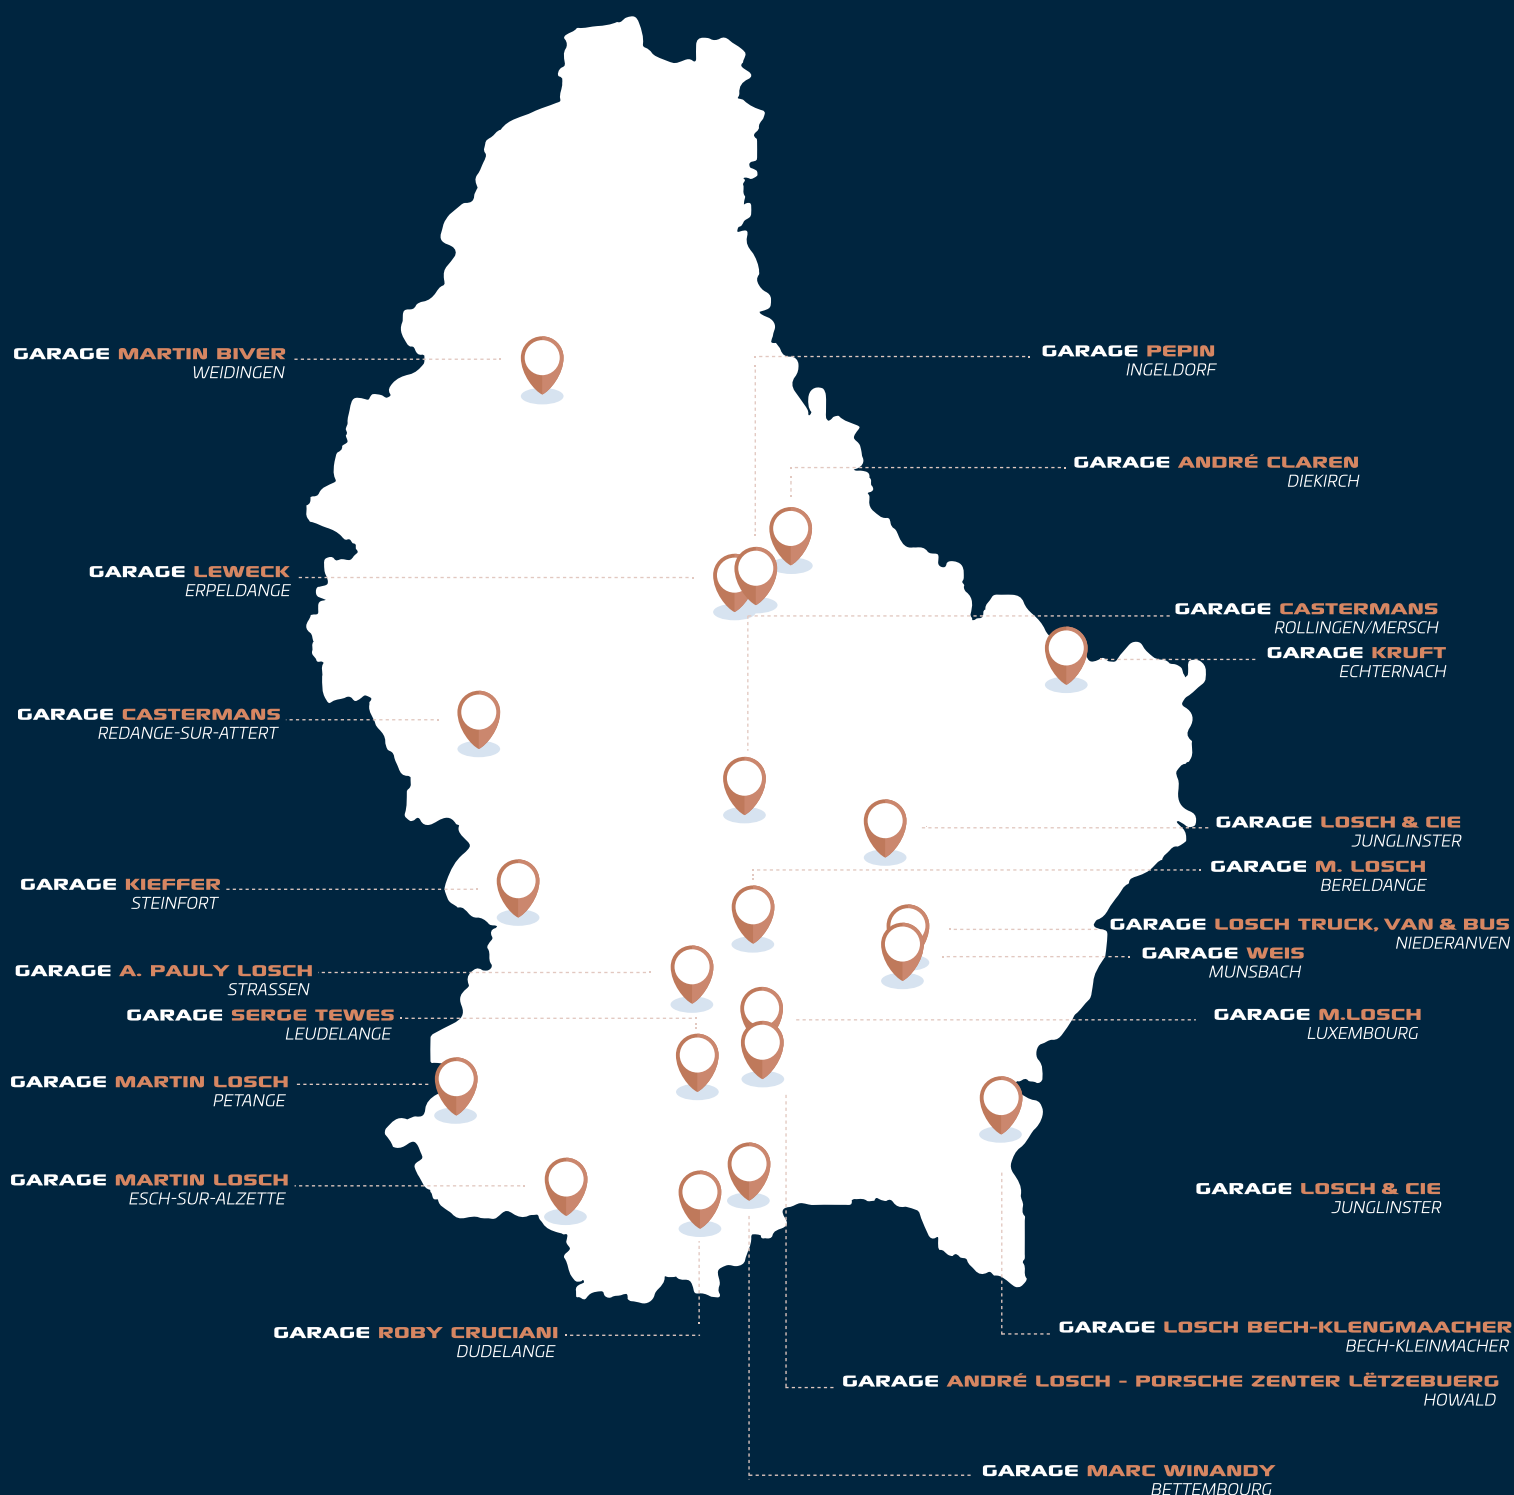 GARAGE MARTIN BIVER
WEIDINGEN
GARAGE PEPIN
INGELDORF
GARAGE ANDRÉ CLAREN
DIEKIRCH
GARAGE LEWECK
ERPELDANGE
GARAGE CASTERMANS
ROLLINGEN/MERSCH
GARAGE KRUFT
ECHTERNACH
GARAGE CASTERMANS
REDANGE-SUR-ATTERT
GARAGE LOSCH & CIE
JUNGLINSTER
GARAGE M. LOSCH
BERELDANGE
GARAGE KIEFFER
STEINFORT
GARAGE LOSCH TRUCK, VAN & BUS
NIEDERANVEN
GARAGE WEIS
MUNSBACH
GARAGE A. PAULY LOSCH
STRASSEN
GARAGE SERGE TEWES
LEUDELANGE
GARAGE M.LOSCH
LUXEMBOURG
GARAGE MARTIN LOSCH
PETANGE
GARAGE MARTIN LOSCH
ESCH-SUR-ALZETTE
GARAGE LOSCH & CIE
JUNGLINSTER
GARAGE ROBY CRUCIANI
DUDELANGE
GARAGE LOSCH BECH-KLENGMAACHER
BECH-KLEINMACHER
GARAGE ANDRÉ LOSCH - PORSCHE ZENTER LËTZEBUERG
HOWALD
GARAGE MARC WINANDY
BETTEMBOURG